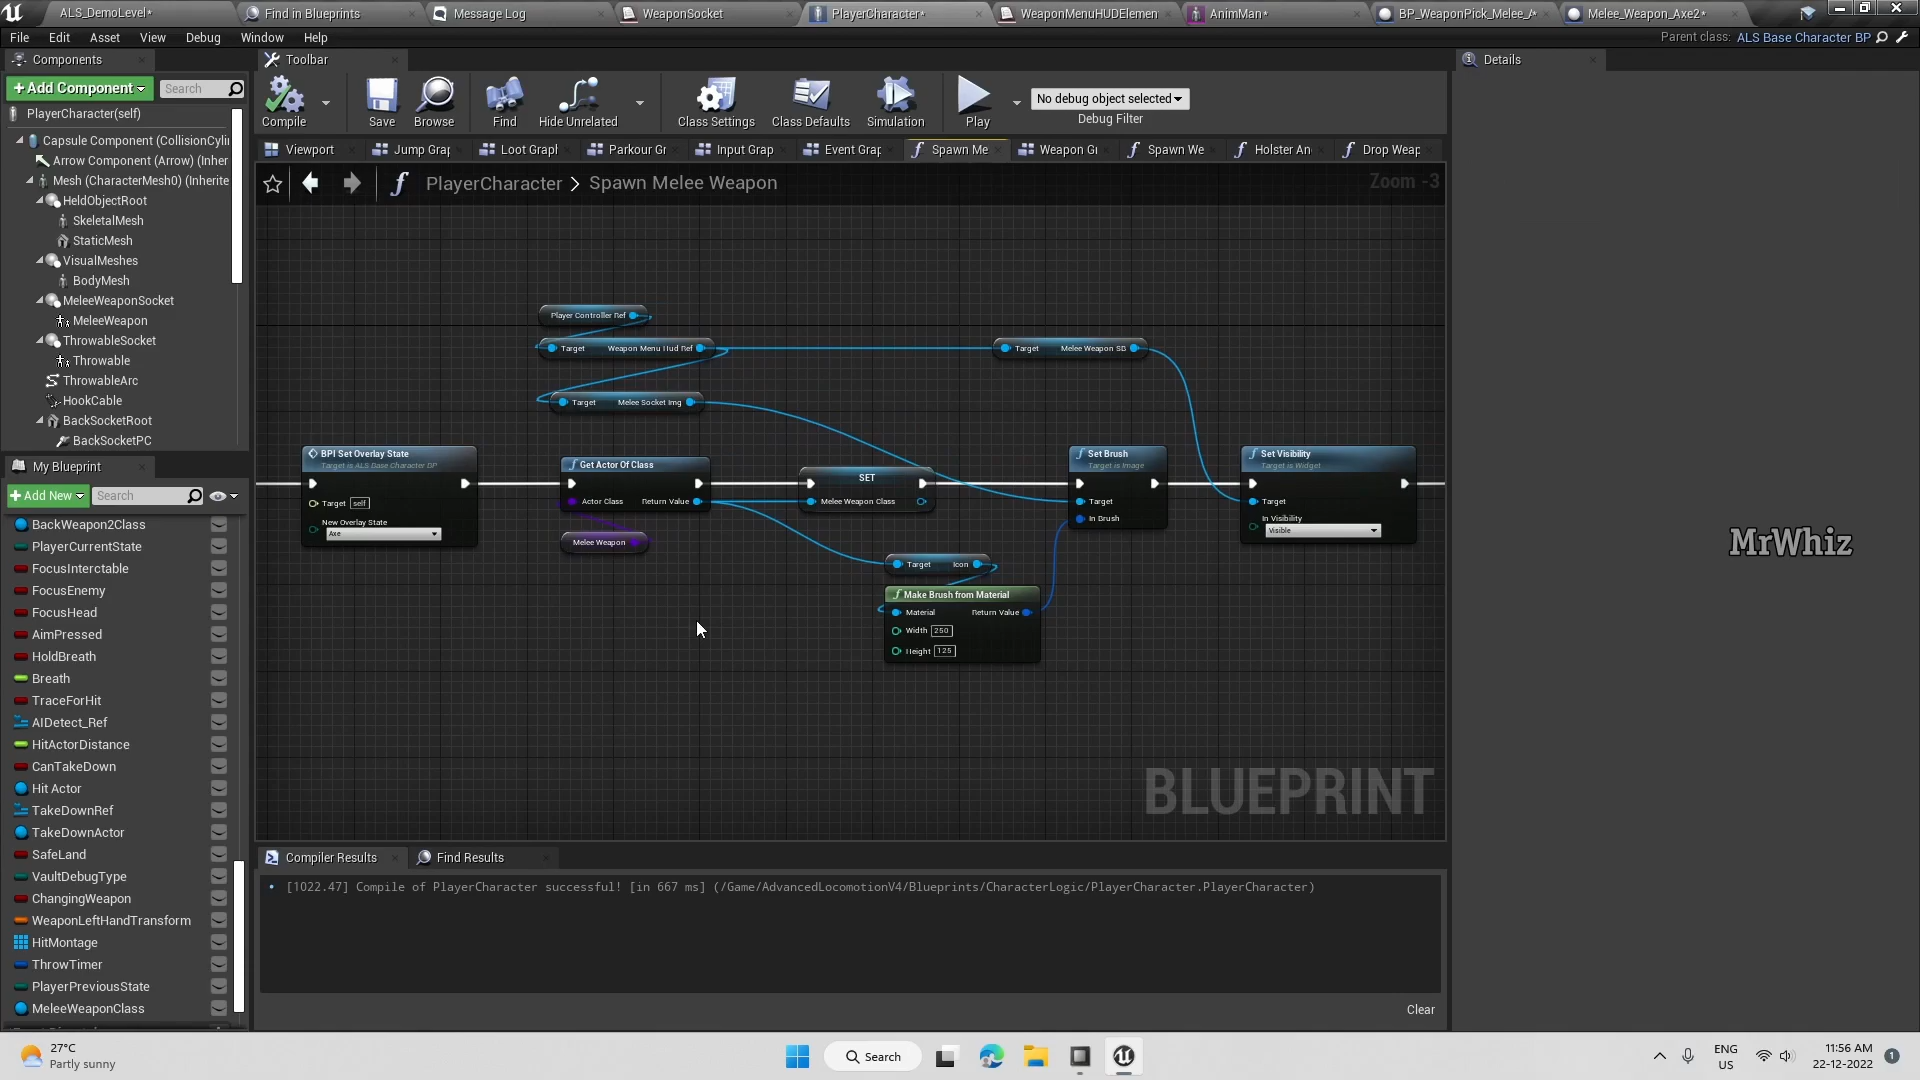 ALS_DemoLevel*
Find in Blueprints
Message Log
WeaponSocket
PlayerCharacter*
WeaponMenuHUDElemen
AnimMan*
BP_WeaponPick_Melee_A*
Melee_Weapon_Axe2*
File
Edit
Asset
View
Debug
Window
Help
Parent class:
ALS Base Character BP
Components
Toolbar
Details
+Add Component
Search
PlayerCharacter(self)
Capsule Component (CollisionCyli
Arrow Component (Arrow) (Inher
Mesh (CharacterMesh0) (Inherite
HeldObjectRoot
SkeletalMesh
StaticMesh
VisualMeshes
BodyMesh
MeleeWeaponSocket
MeleeWeapon
ThrowableSocket
Throwable
ThrowableArc
HookCable
BackSocketRoot
BackSocketPC
Compile
Save
Browse
Find
Hide Unrelated
Class Settings
Class Defaults
Simulation
Play
No debug object selected
Debug Filter
Viewport
Jump Grap
Loot Graph
Parkour Gr
Input Grap
Event Grap
Spawn Me
Weapon Gr
Spawn We
Holster An
Drop Weap
PlayerCharacter > Spawn Melee Weapon
Zoom -3
My Blueprint
+Add New
Search
BackWeapon2Class
PlayerCurrentState
FocusInterctable
FocusEnemy
FocusHead
AimPressed
HoldBreath
Breath
TraceForHit
AIDetect_Ref
HitActorDistance
CanTakeDown
Hit Actor
TakeDownRef
TakeDownActor
SafeLand
VaultDebugType
ChangingWeapon
WeaponLeftHandTransform
HitMontage
ThrowTimer
PlayerPreviousState
MeleeWeaponClass
Player Controller Ref
Target
Weapon Menu Hud Ref
Target
Melee Weapon SB
Target
Melee Socket Img
BPI Set Overlay State
Target is ALS Base Character BP
Target
self
New Overlay State
Axe
Get Actor Of Class
Actor Class
Return Value
Melee Weapon
SET
Melee Weapon Class
Set Brush
Target is Image
Target
In Brush
Set Visibility
Target is Widget
Target
In Visibility
Visible
Target
Icon
Make Brush from Material
Material
Return Value
Width
250
Height
125
BLUEPRINT
MrWhiz
Compiler Results
Find Results
[1022.47] Compile of PlayerCharacter successful! [in 667 ms] (/Game/AdvancedLocomotionV4/Blueprints/CharacterLogic/PlayerCharacter.PlayerCharacter)
Clear
27°C
Partly sunny
Search
ENG
US
11:56 AM
22-12-2022
1